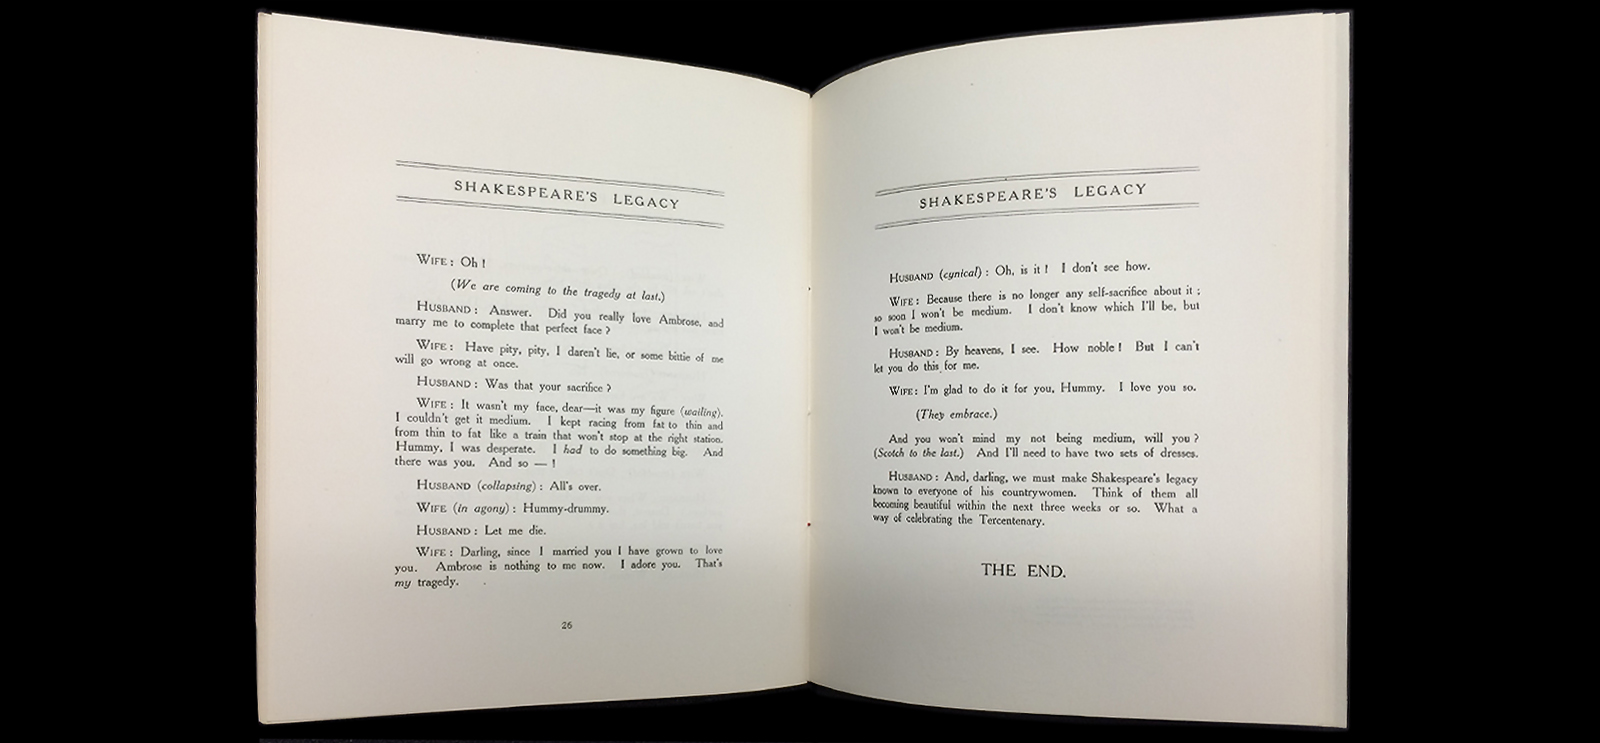 SHAKESPEARE'S LEGACY
WIFE: Oh!
(We are coming to the tragedy at last.)
HUSBAND: Answer. Did you really love Ambrose, and
marry me to complete that perfect face?
WIFE: Have pity, pity, I daren't lie, or some bittie of me
will go wrong at once.
HUSBAND: Was that your sacrifice?
WIFE: It wasn't my face, dear—it was my figure (wailing).
I couldn't get it medium. I kept racing from fat to thin and
from thin to fat like a train that won't stop at the right station.
Hummy, I was desperate. I had to do something big. And
there was you. And so — !
HUSBAND (collapsing): All's over.
WIFE (in agony): Hummy-drummy.
HUSBAND: Let me die.
WIFE: Darling, since I married you I have grown to love
you. Ambrose is nothing to me now. I adore you. That's
my tragedy.
26
SHAKESPEARE'S LEGACY
HUSBAND (cynical): Oh, is it! I don't see how.
WIFE: Because there is no longer any self-sacrifice about it;
so soon I won't be medium. I don't know which I'll be, but
I won't be medium.
HUSBAND: By heavens, I see. How noble! But I can't
let you do this for me.
WIFE: I'm glad to do it for you, Hummy. I love you so.
(They embrace.)
And you won't mind my not being medium, will you?
(Scotch to the last.) And I'll need to have two sets of dresses.
HUSBAND: And, darling, we must make Shakespeare's legacy
known to everyone of his countrywomen. Think of them all
becoming beautiful within the next three weeks or so. What a
way of celebrating the Tercentenary.
THE END.